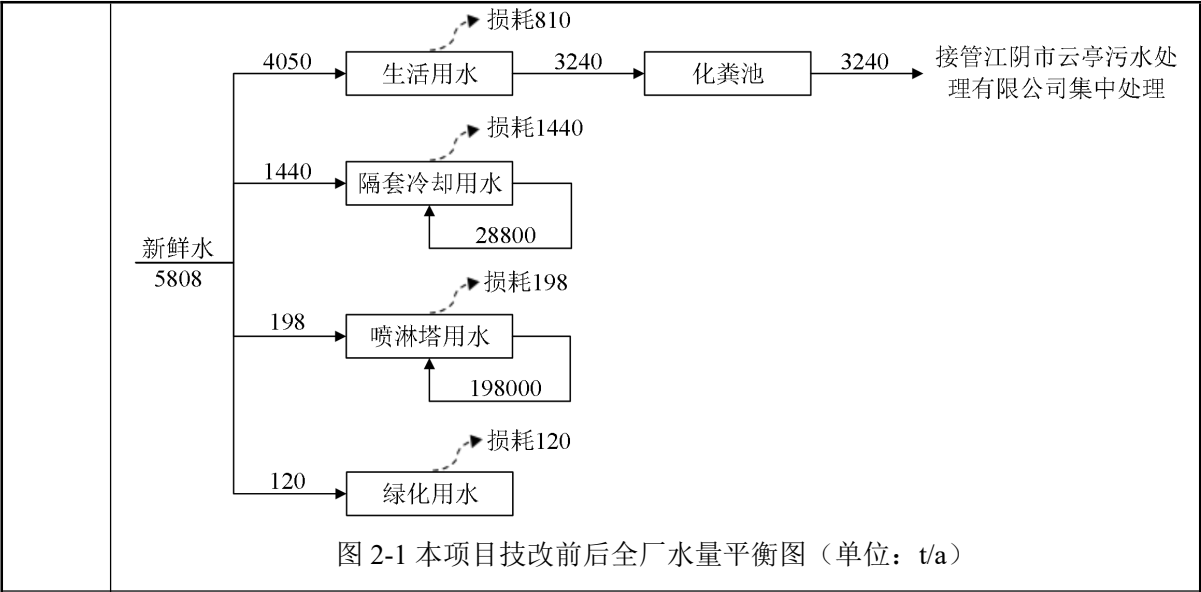 损耗810
4050
生活用水
3240
化粪池
3240
接管江阴市云亭污水处
理有限公司集中处理
损耗1440
1440
隔套冷却用水
28800
新鲜水
5808
损耗198
198
喷淋塔用水
198000
损耗120
120
绿化用水
图 2-1 本项目技改前后全厂水量平衡图（单位：t/a）